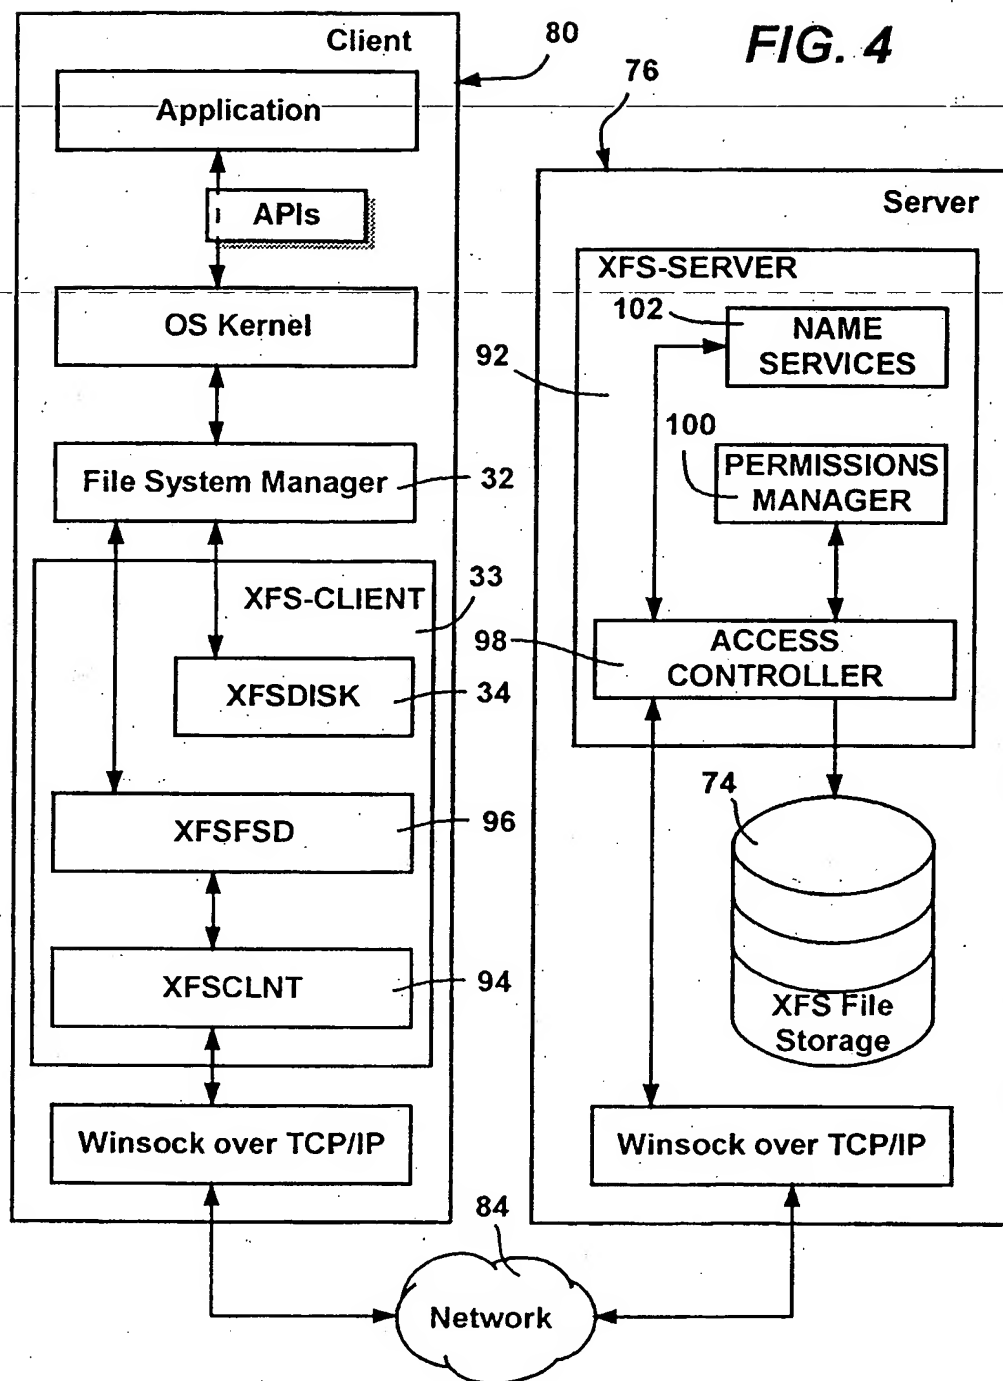 FIG. 4
Client
80
Application
APIs
OS Kernel
File System Manager
32
XFS-CLIENT
33
XFSDISK
34
XFSFSD
96
XFSCLNT
94
Winsock over TCP/IP
76
Server
XFS-SERVER
102
NAME
SERVICES
92
100
PERMISSIONS
MANAGER
98
ACCESS
CONTROLLER
74
XFS File
Storage
Winsock over TCP/IP
84
Network